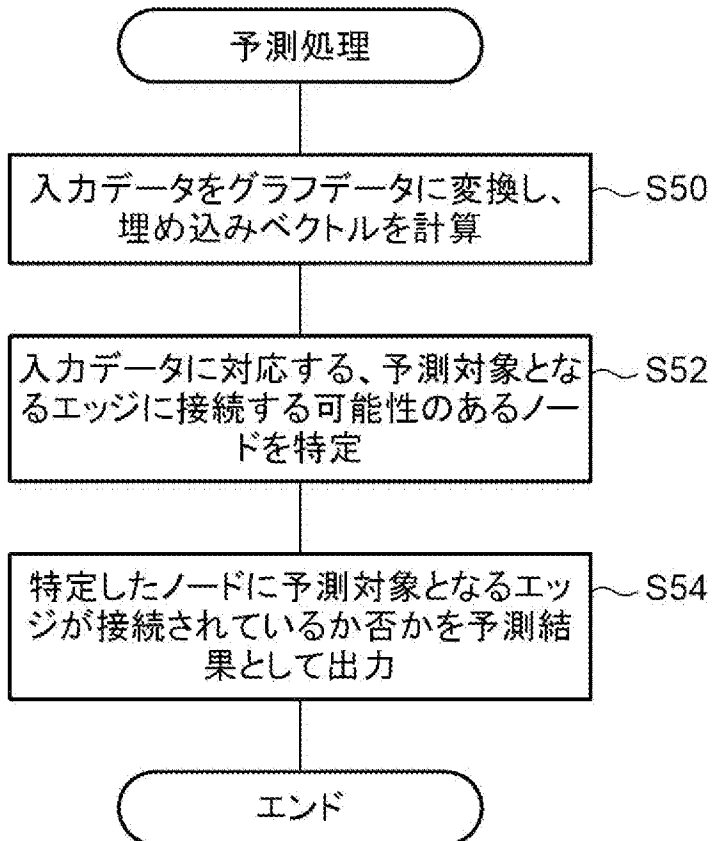 予測処理
入力データをグラフデータに変換し、
埋め込みベクトルを計算
S50
入力データに対応する、予測対象とな
るエッジに接続する可能性のあるノー
ドを特定
S52
特定したノードに予測対象となるエッ
ジが接続されているか否かを予測結
果として出力
S54
エンド